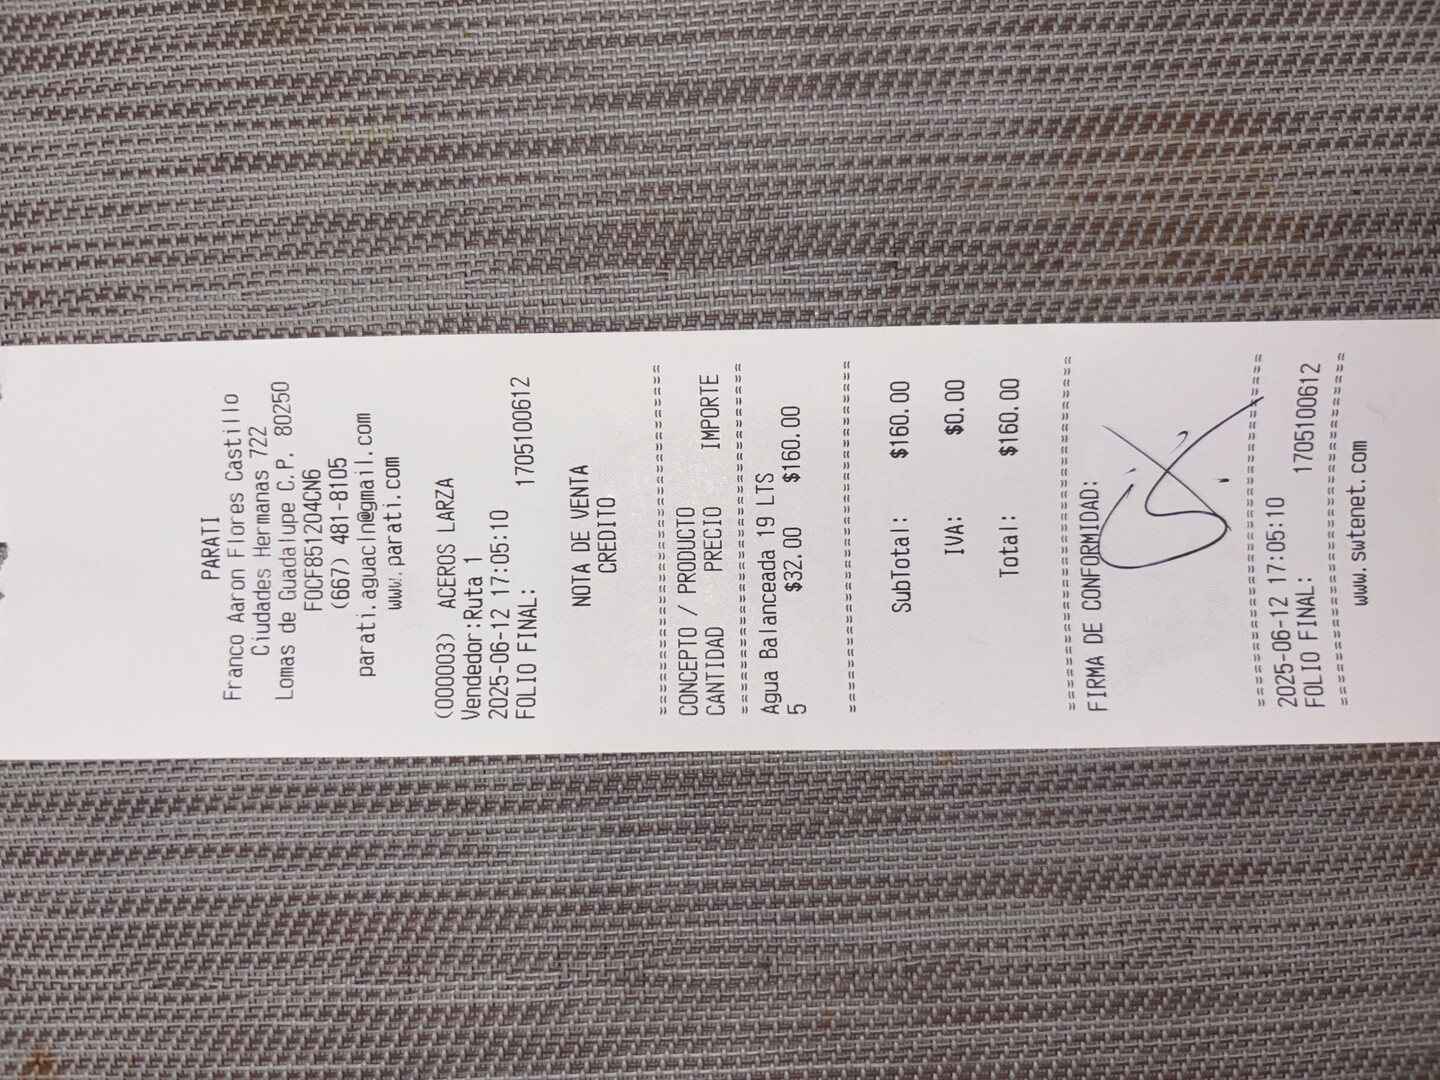 PARATI
Franco Aaron Flores Castillo
Ciudades Hermanas 722
Lomas de Guadalupe C.P. 80250
FOCF851204CN6
(667) 481-8105
parati.aguacln@gmail.com
www.parati.com
(000003) ACEROS LARZA
Vendedor:Ruta 1
2025-06-12 17:05:10
FOLIO FINAL: 1705100612
NOTA DE VENTA
CREDITO
==============================
CONCEPTO / PRODUCTO
CANTIDAD PRECIO IMPORTE
==============================
Agua Balanceada 19 LTS
5 $32.00 $160.00
==============================
SubTotal: $160.00
IVA: $0.00
Total: $160.00
==============================
FIRMA DE CONFORMIDAD:
==============================
2025-06-12 17:05:10
FOLIO FINAL: 1705100612
==============================
www.swtenet.com